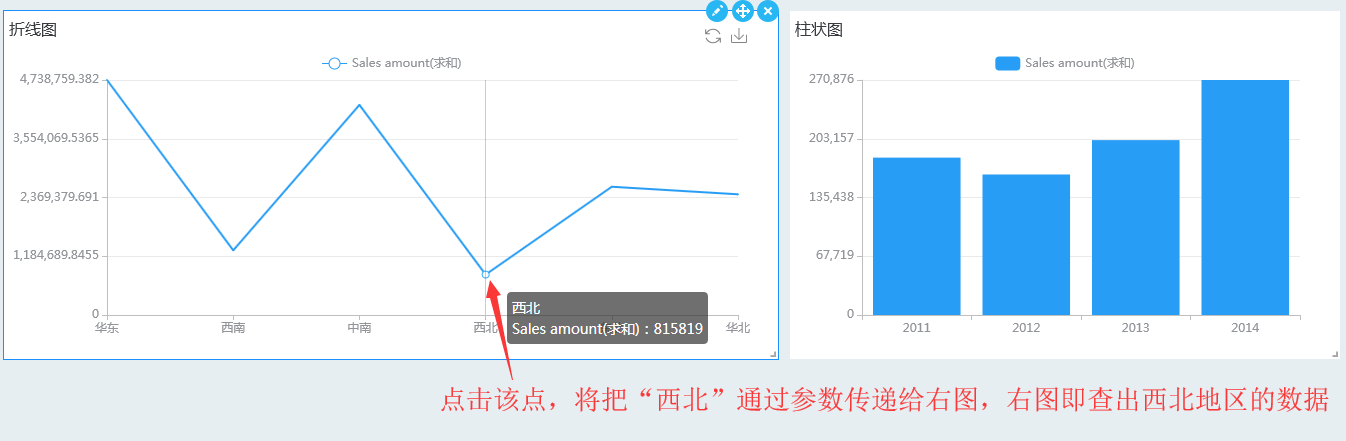 折线图
Sales amount(求和)
4,738,759.382
3,554,069.5365
2,369,379.691
1,184,689.8455
0
华东
西南
中南
西北
华北
西北
Sales amount(求和) : 815819
柱状图
Sales amount(求和)
270,876
203,157
135,438
67,719
0
2011
2012
2013
2014
点击该点，将把“西北”通过参数传递给右图，右图即查出西北地区的数据